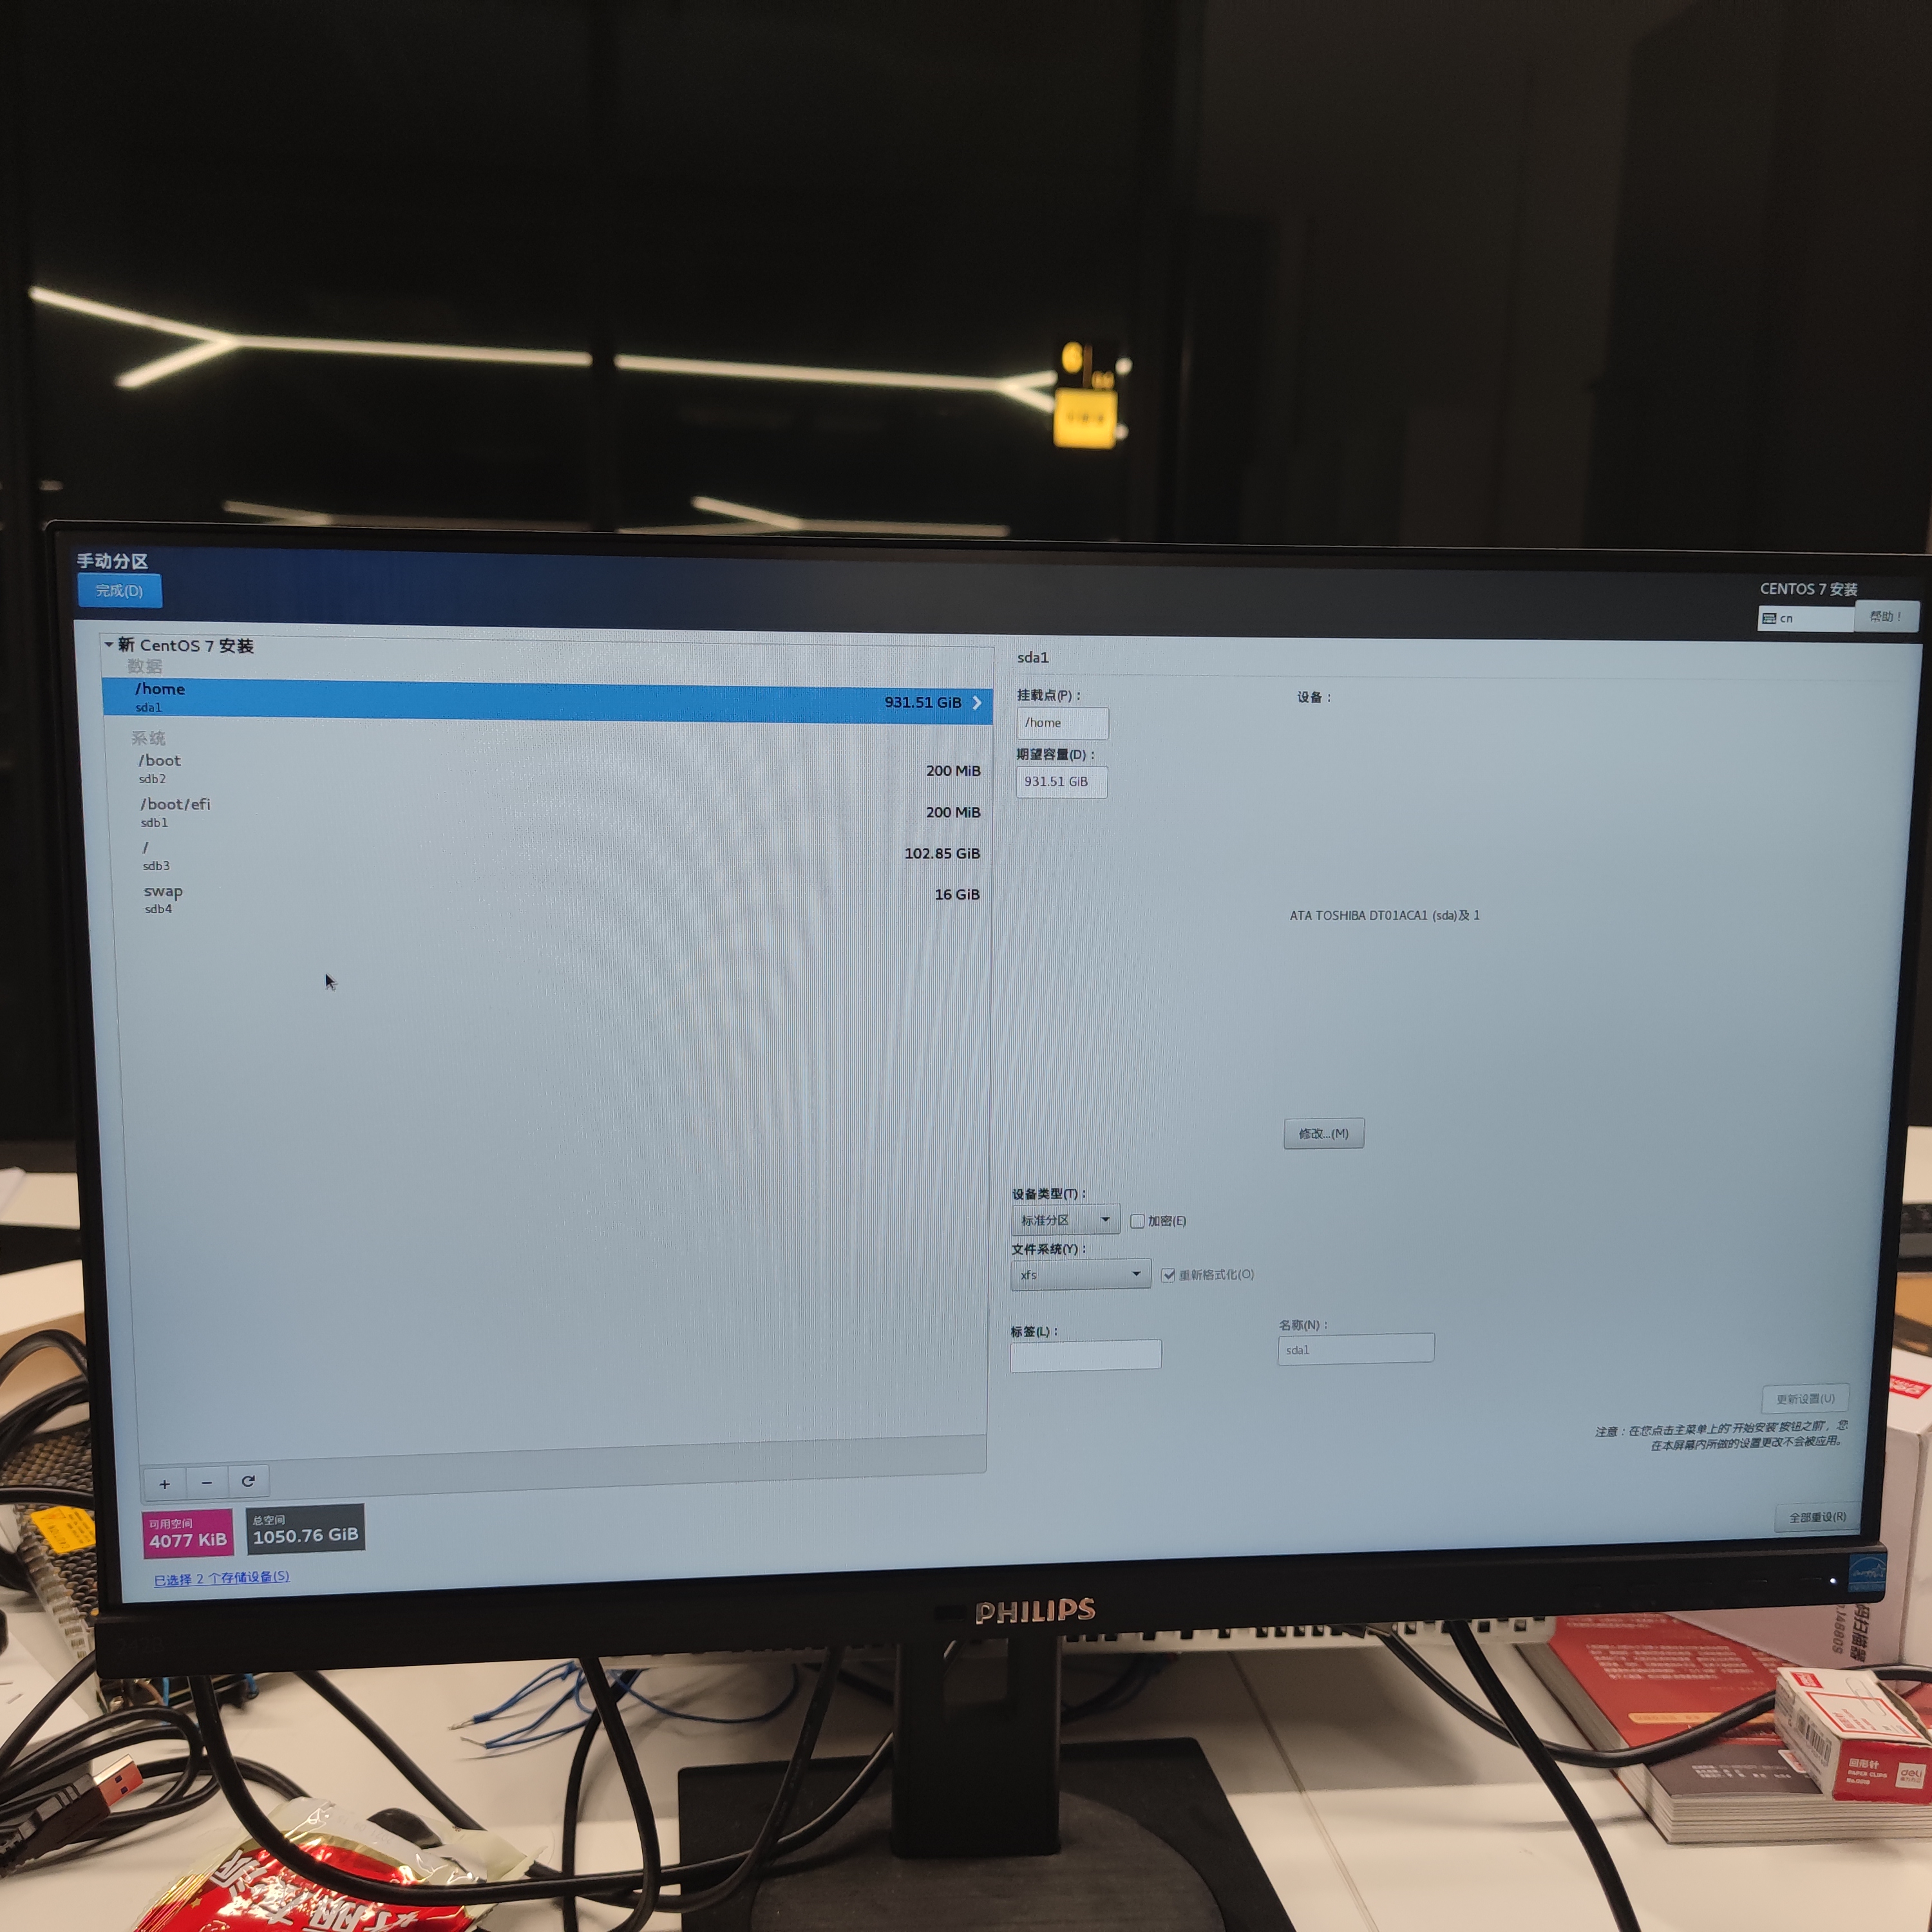 手动分区
完成(D)
CENTOS 7 安装
cn
帮助！
新 CentOS 7 安装
数据
/home
sda1
931.51 GiB
系统
/boot
sdb2
200 MiB
/boot/efi
sdb1
200 MiB
/
sdb3
102.85 GiB
swap
sdb4
16 GiB
sda1
挂载点(P)：
/home
期望容量(D)：
931.51 GiB
设备：
ATA TOSHIBA DT01ACA1 (sda)及 1
修改...(M)
设备类型(T)：
标准分区
加密(E)
文件系统(Y)：
xfs
重新格式化(O)
标签(L)：
名称(N)：
sda1
更新设置(U)
注意：在您点击主菜单上的'开始安装'按钮之前，您
在本屏幕内所做的设置更改不会被应用。
+ −
可用空间
4077 KiB
总空间
1050.76 GiB
已选择 2 个存储设备(S)
全部重设(R)
PHILIPS
回形针
PAPER CLIPS
deli